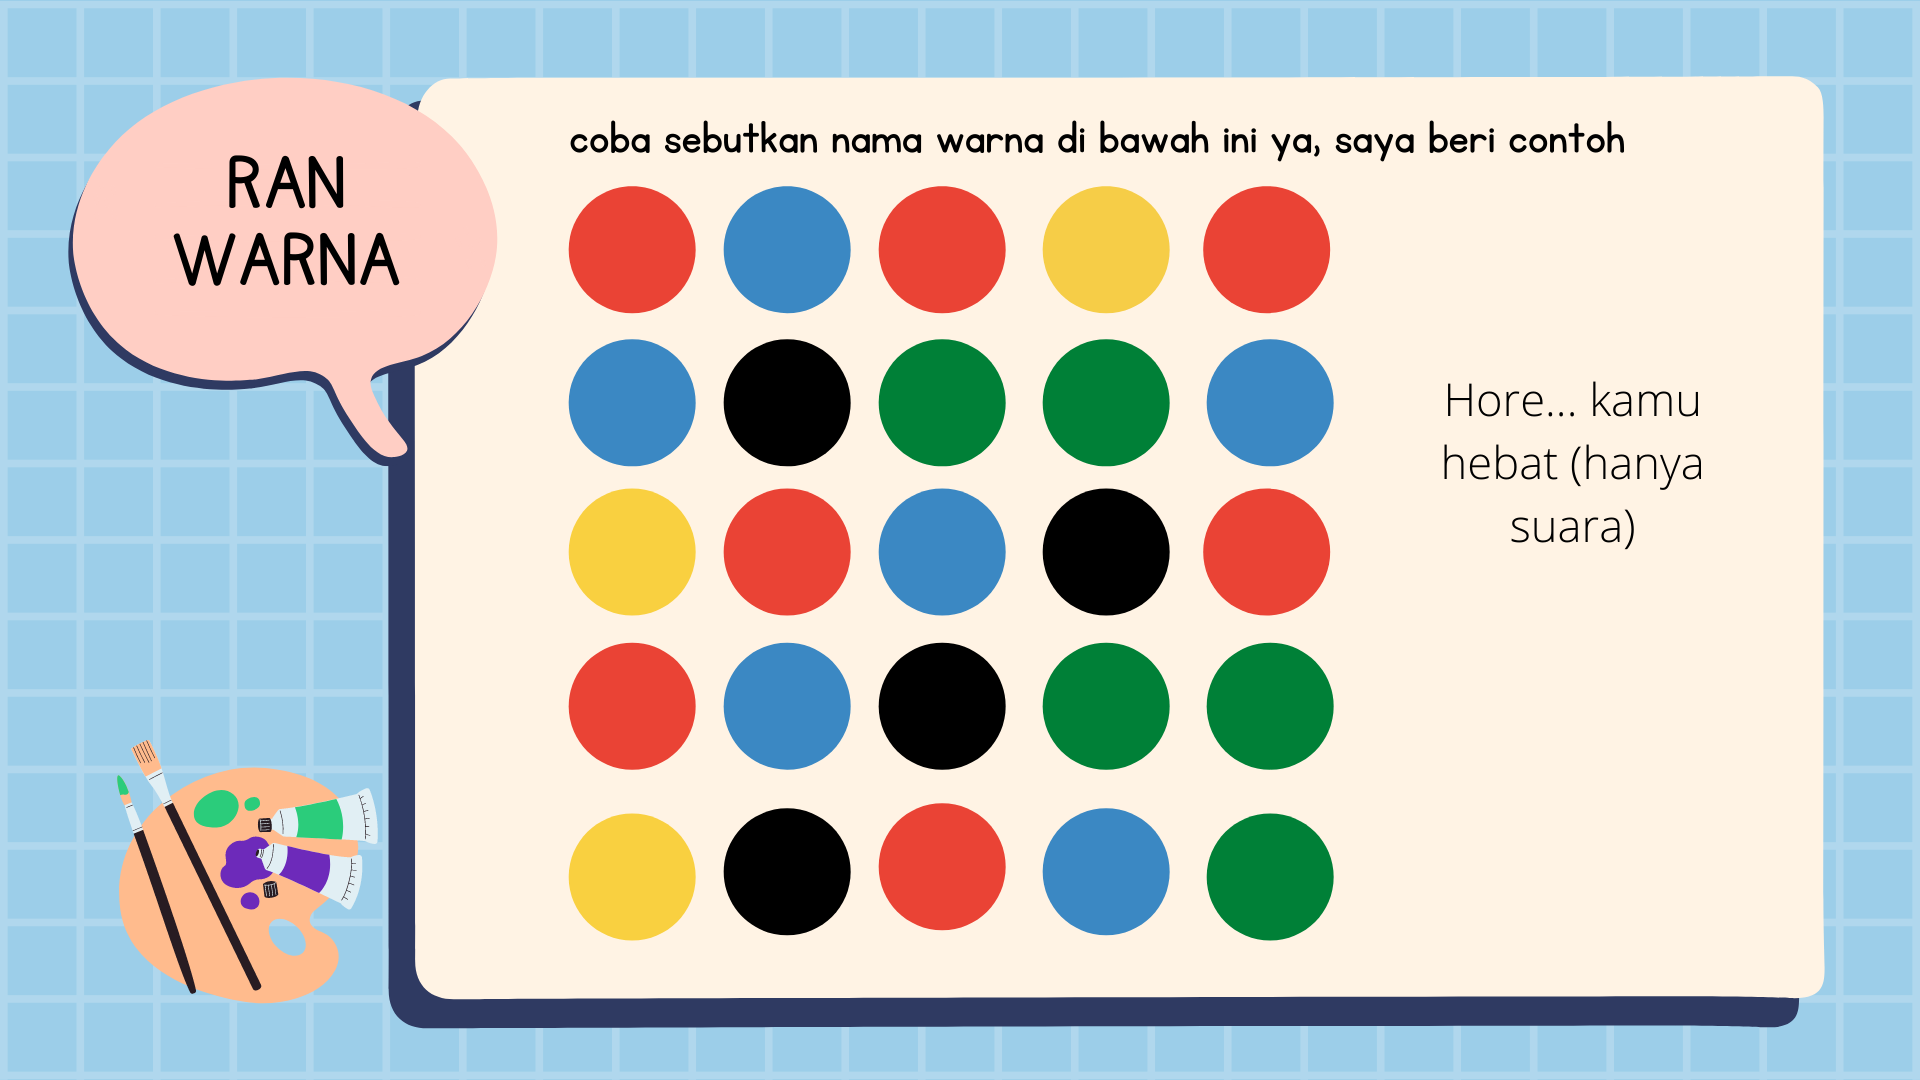 RAN
WARNA
coba sebutkan nama warna di bawah ini ya, saya beri contoh
Hore... kamu
hebat (hanya
suara)